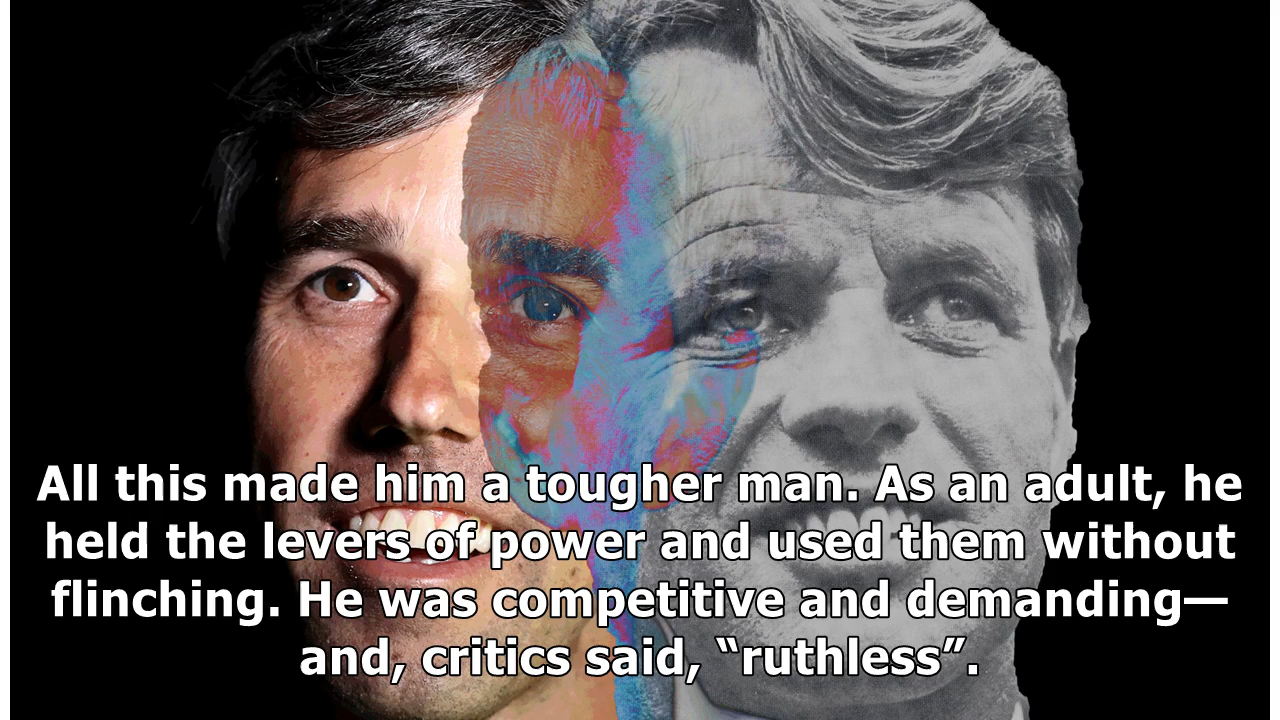 All this made him a tougher man. As an adult, he
held the levers of power and used them without
flinching. He was competitive and demanding—
and, critics said, “ruthless”.